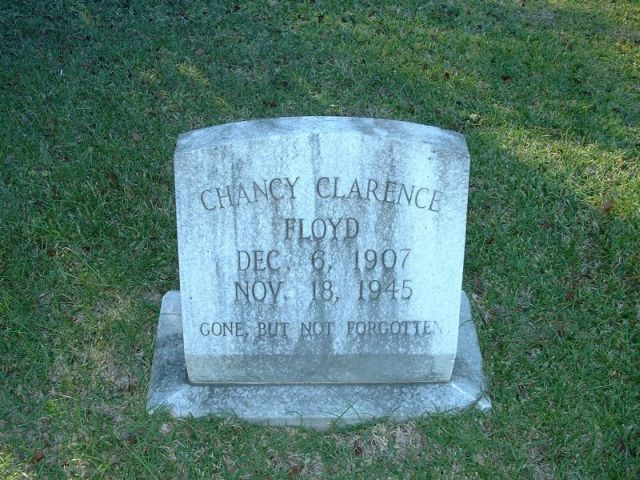 CHANCY CLARENCE
FLOYD
DEC. 6, 1907
NOV. 18, 1945
GONE, BUT NOT FORGOTTEN